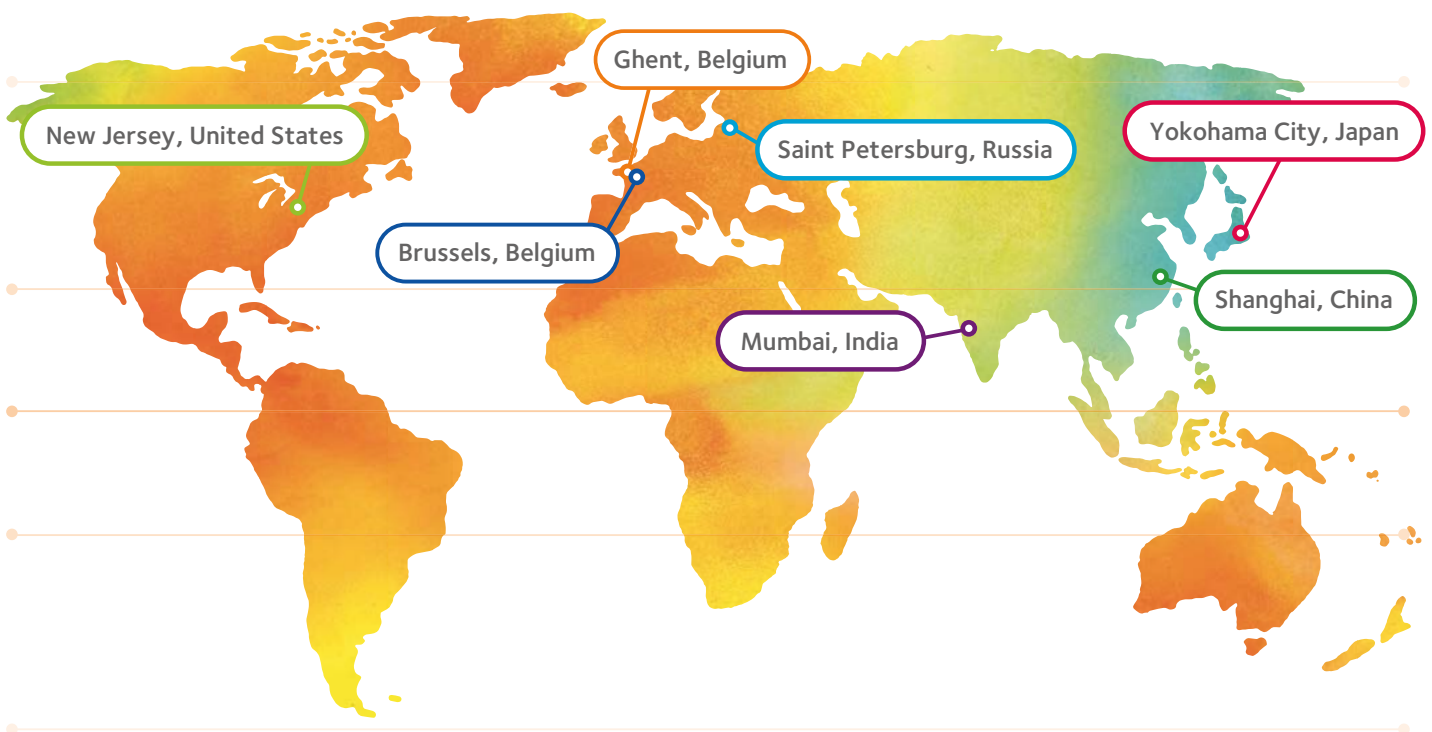 Ghent, Belgium
New Jersey, United States
Saint Petersburg, Russia
Yokohama City, Japan
Brussels, Belgium
Shanghai, China
Mumbai, India